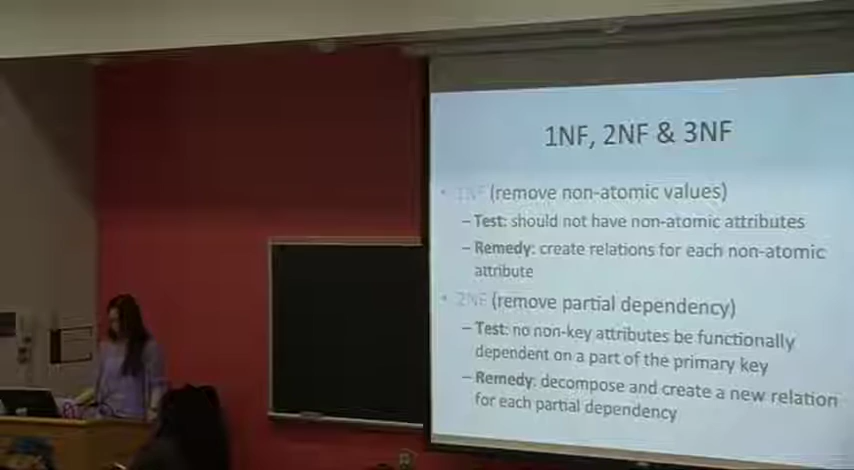 1NF, 2NF & 3NF
• 1NF (remove non-atomic values)
– Test: should not have non-atomic attributes
– Remedy: create relations for each non-atomic
attribute
• 2NF (remove partial dependency)
– Test: no non-key attributes be functionally
dependent on a part of the primary key
– Remedy: decompose and create a new relation
for each partial dependency